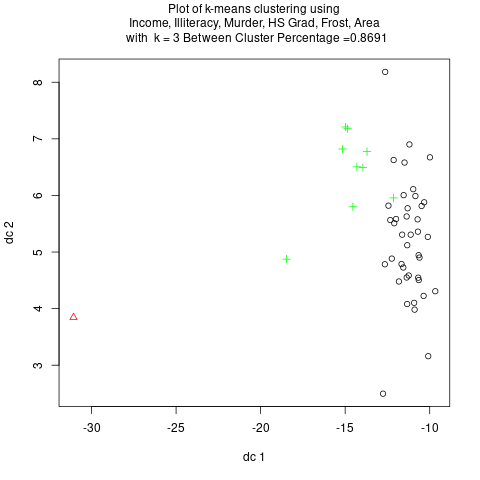 Plot of k-means clustering using
Income, Illiteracy, Murder, HS Grad, Frost, Area
with k = 3 Between Cluster Percentage =0.8691
8
7
6
5
4
3
dc 2
-30 -25 -20 -15 -10
dc 1